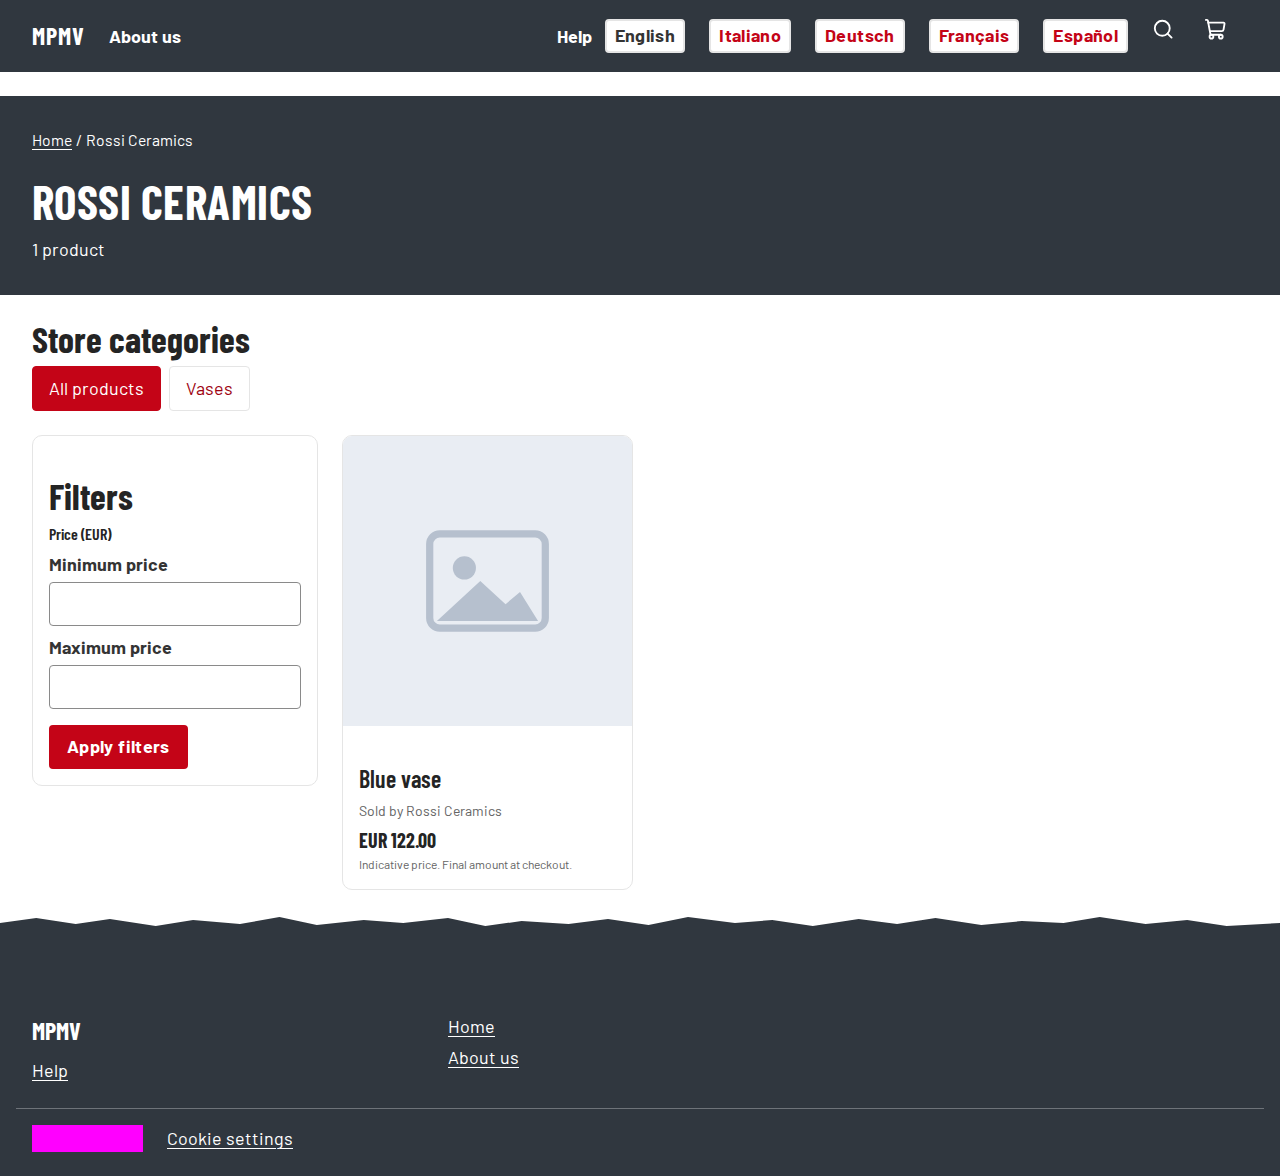 MPMV About us Help English Italiano Deutsch Français Español
Home / Rossi Ceramics
ROSSI CERAMICS
1 product
Store categories
All products Vases
Filters
Price (EUR)
Minimum price
Maximum price
Apply filters
Blue vase
Sold by Rossi Ceramics
EUR 122.00
Indicative price. Final amount at checkout.
MPMV
Help
Home
About us
Cookie settings